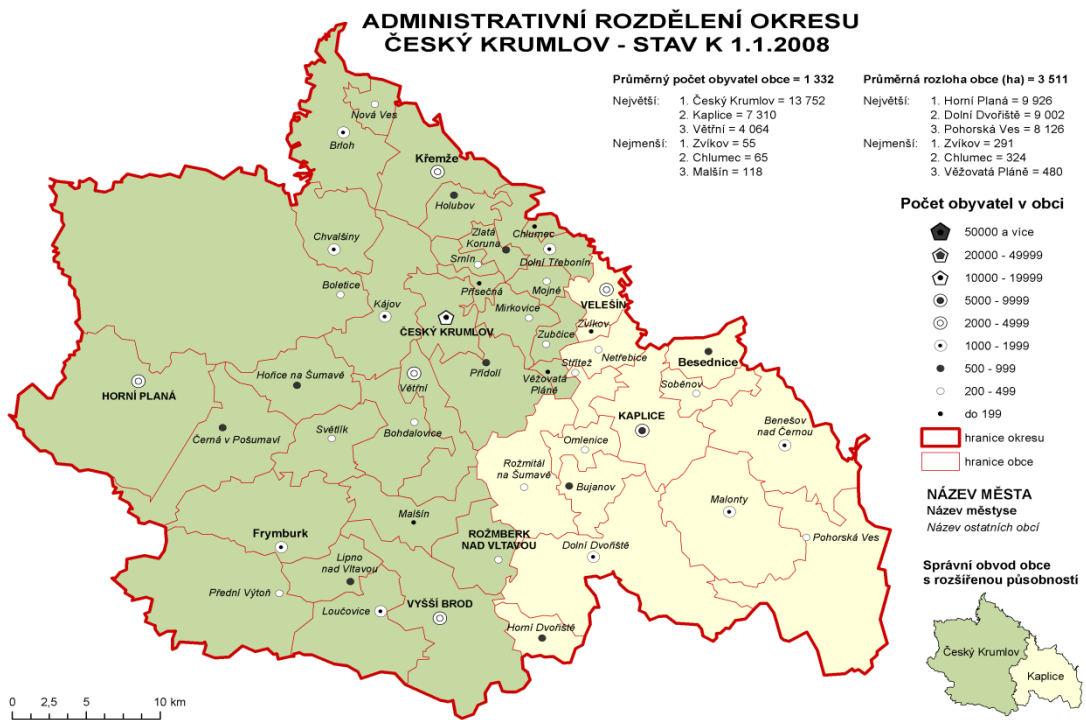 ADMINISTRATIVNÍ ROZDĚLENÍ OKRESU
ČESKÝ KRUMLOV - STAV K 1.1.2008
Průměrný počet obyvatel obce = 1 332
Největší: 1. Český Krumlov = 13 752
2. Kaplice = 7 310
3. Větřní = 4 064
Nejmenší: 1. Zvíkov = 55
2. Chlumec = 65
3. Malšín = 118
Průměrná rozloha obce (ha) = 3 511
Největší: 1. Horní Planá = 9 926
2. Dolní Dvořiště = 9 002
3. Pohorská Ves = 8 126
Nejmenší: 1. Zvíkov = 291
2. Chlumec = 324
3. Věžovatá Pláně = 480
Počet obyvatel v obci
50000 a více
20000 - 49999
10000 - 19999
5000 - 9999
2000 - 4999
1000 - 1999
500 - 999
200 - 499
do 199
hranice okresu
hranice obce
NÁZEV MĚSTA
Název městyse
Název ostatních obcí
Správní obvod obce
s rozšířenou působností
Český Krumlov
Kaplice
Nová Ves
Brloh
Křemže
Holubov
Chlumec
Zlatá
Koruna
Chvalšiny
Srnín
Dolní Třebonín
Boletice
Přísečná
Mojné
Kájov
Mirkovice
VELEŠÍN
ČESKÝ KRUMLOV
Zvíkov
Zubčice
Netřebice
Besednice
Střítež
Přídolí
Věžovatá
Pláně
Soběnov
Hořice na Šumavě
Větřní
HORNÍ PLANÁ
KAPLICE
Benešov
nad Černou
Černá v Pošumaví
Světlík
Bohdalovice
Omlenice
Rožmitál
na Šumavě
Bujanov
Malonty
Malšín
Pohorská Ves
Frymburk
ROŽMBERK
NAD VLTAVOU
Dolní Dvořiště
Lipno
nad Vltavou
Přední Výtoň
Loučovice
VYŠŠÍ BROD
Horní Dvořiště
0 2,5 5 10 km